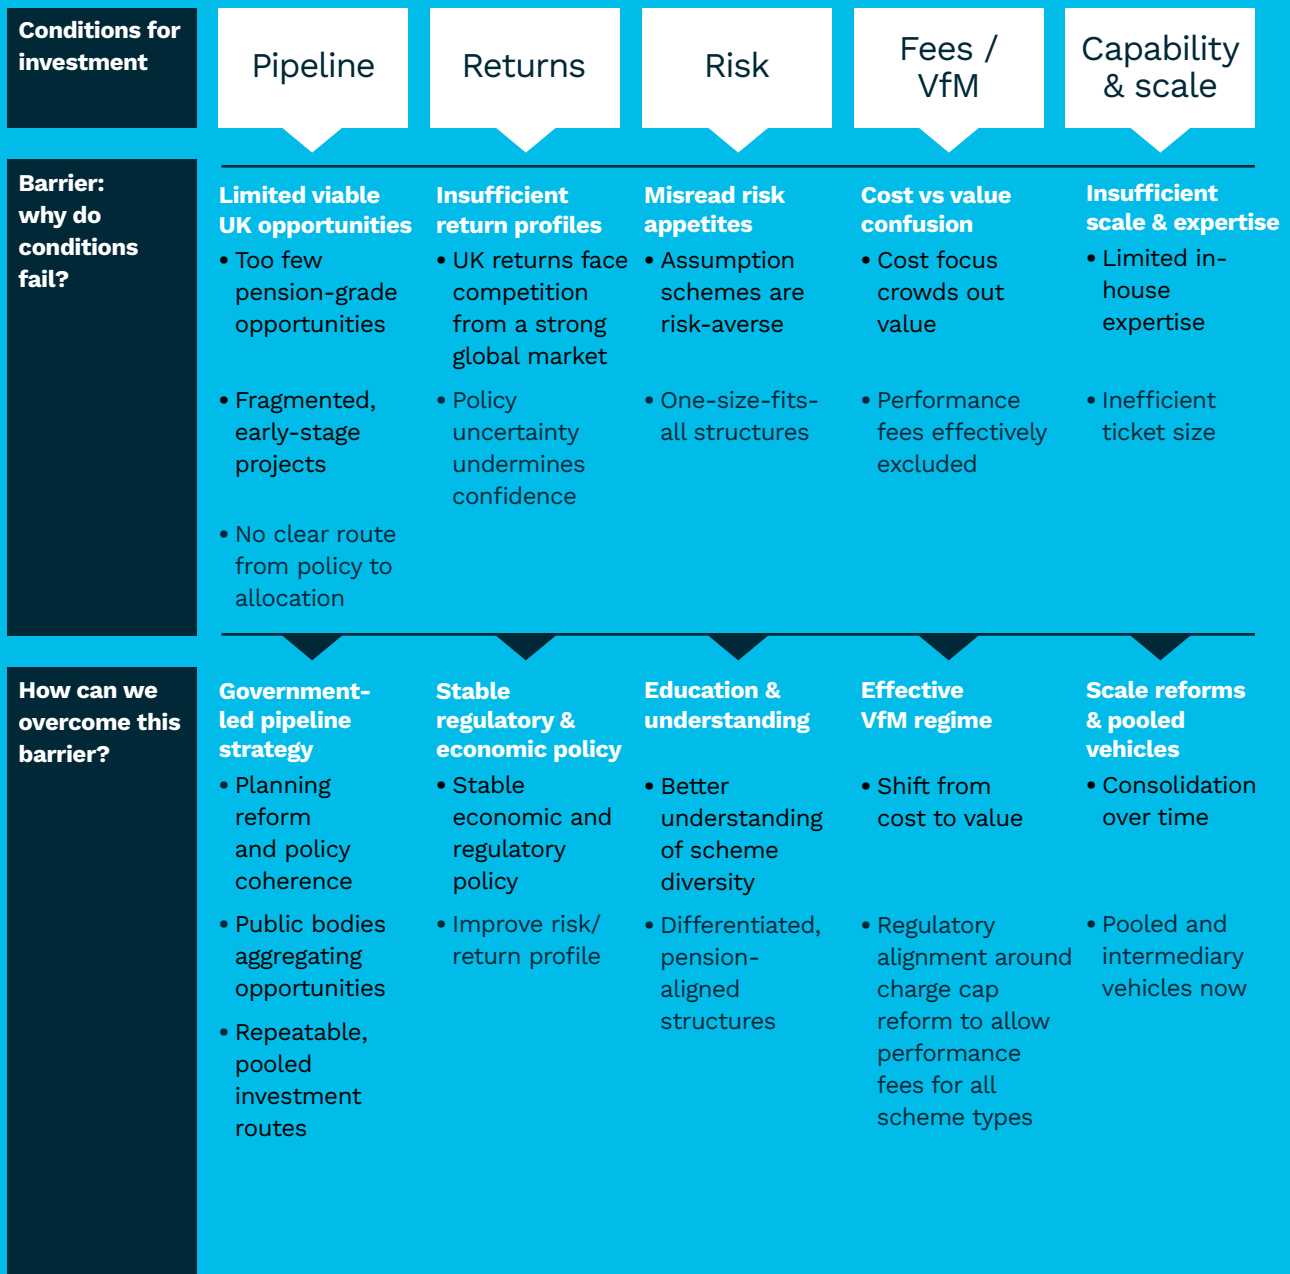 Conditions for
investment
Pipeline
Returns
Risk
Fees /
VfM
Capability
& scale
Barrier:
why do
conditions
fail?
Limited viable
UK opportunities
• Too few
pension-grade
opportunities
• Fragmented,
early-stage
projects
• No clear route
from policy to
allocation
Insufficient
return profiles
• UK returns face
competition
from a strong
global market
• Policy
uncertainty
undermines
confidence
Misread risk
appetites
• Assumption
schemes are
risk-averse
• One-size-fits-
all structures
Cost vs value
confusion
• Cost focus
crowds out
value
• Performance
fees effectively
excluded
Insufficient
scale & expertise
• Limited in-
house
expertise
• Inefficient
ticket size
How can we
overcome this
barrier?
Government-
led pipeline
strategy
• Planning
reform
and policy
coherence
• Public bodies
aggregating
opportunities
• Repeatable,
pooled
investment
routes
Stable
regulatory &
economic policy
• Stable
economic and
regulatory
policy
• Improve risk/
return profile
Education &
understanding
• Better
understanding
of scheme
diversity
• Differentiated,
pension-
aligned
structures
Effective
VfM regime
• Shift from
cost to value
• Regulatory
alignment around
charge cap
reform to allow
performance
fees for all
scheme types
Scale reforms
& pooled
vehicles
• Consolidation
over time
• Pooled and
intermediary
vehicles now